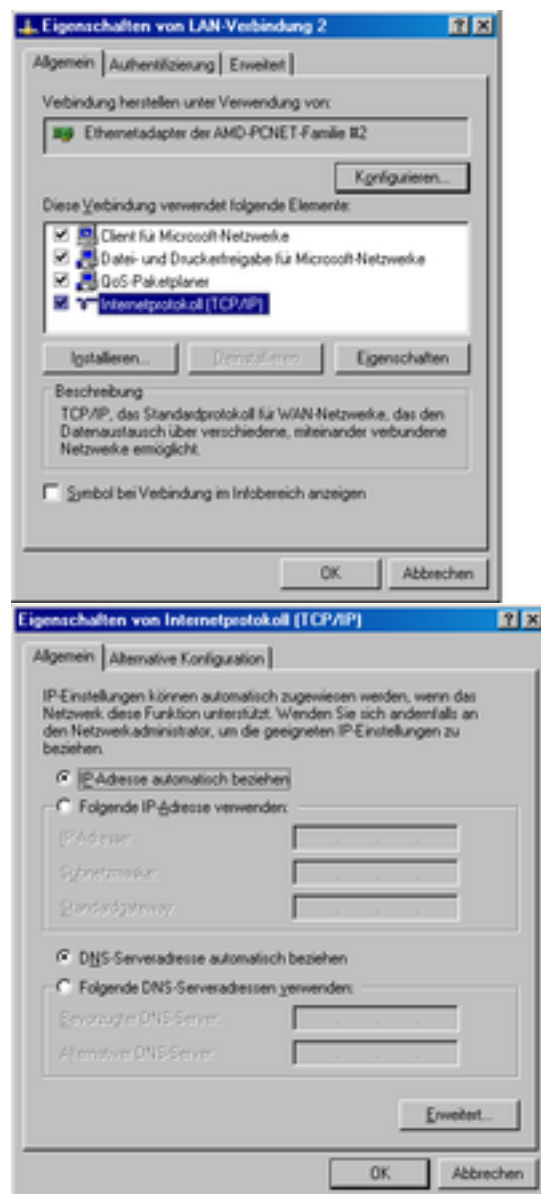 Eigenschaften von LAN-Verbindung 2
Allgemein Authentifizierung Erweitert
Verbindung herstellen unter Verwendung von:
Ethernetadapter der AMD-PCNET-Familie #2
Konfigurieren...
Diese Verbindung verwendet folgende Elemente:
Client für Microsoft-Netzwerke
Datei- und Druckerfreigabe für Microsoft-Netzwerke
QoS-Paketplaner
Internetprotokoll (TCP/IP)
Installieren... Deinstallieren Eigenschaften
Beschreibung
TCP/IP, das Standardprotokoll für WAN-Netzwerke, das den
Datenaustausch über verschiedene, miteinander verbundene
Netzwerke ermöglicht.
Symbol bei Verbindung im Infobereich anzeigen
OK Abbrechen
Eigenschaften von Internetprotokoll (TCP/IP)
Allgemein Alternative Konfiguration
IP-Einstellungen können automatisch zugewiesen werden, wenn das
Netzwerk diese Funktion unterstützt. Wenden Sie sich andernfalls an
den Netzwerkadministrator, um die geeigneten IP-Einstellungen zu
beziehen.
IP-Adresse automatisch beziehen
Folgende IP-Adresse verwenden:
IP-Adresse:
Subnetzmaske:
Standardgateway:
DNS-Serveradresse automatisch beziehen
Folgende DNS-Serveradressen verwenden:
Bevorzugter DNS-Server:
Alternativer DNS-Server:
Erweitert...
OK Abbrechen